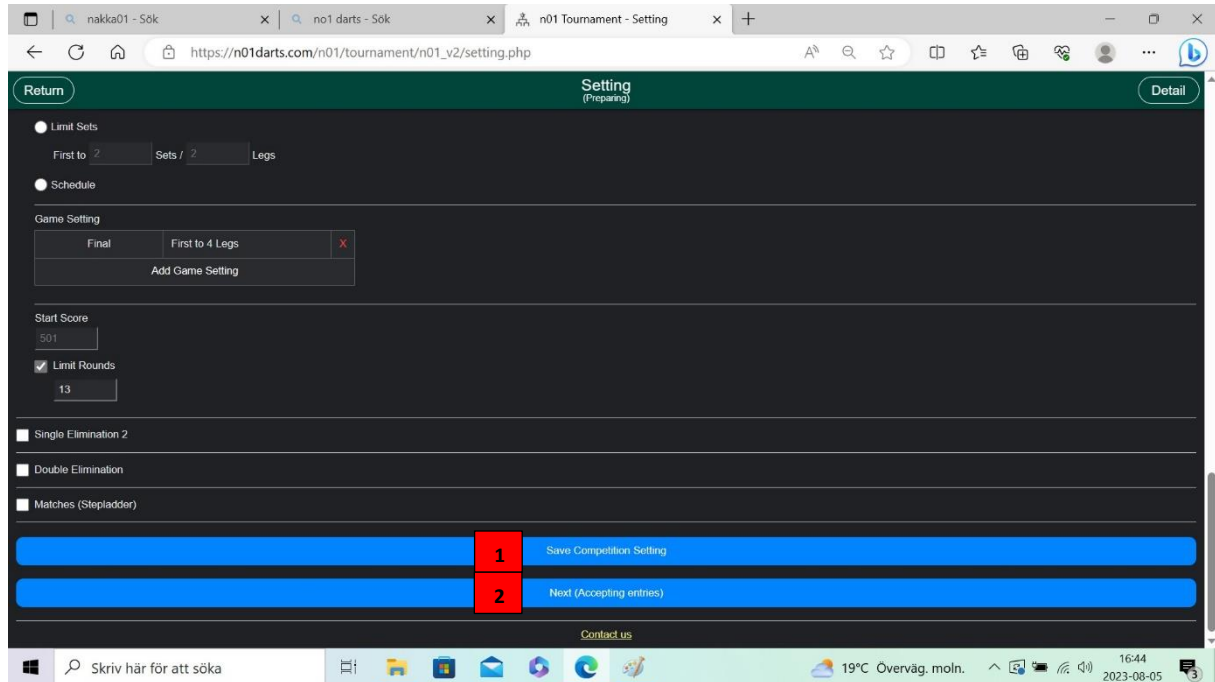 nakka01 - Sök
no1 darts - Sök
n01 Tournament - Setting
https://n01darts.com/n01/tournament/n01_v2/setting.php
Return
Setting
(Preparing)
Detail
Limit Sets
First to 2 Sets / 2 Legs
Schedule
Game Setting
Final First to 4 Legs X
Add Game Setting
Start Score
501
Limit Rounds
13
Single Elimination 2
Double Elimination
Matches (Stepladder)
1 Save Competition Setting
2 Next (Accepting entries)
Contact us
Skriv här för att söka
19°C Överväg. moln.
16:44
2023-08-05
3